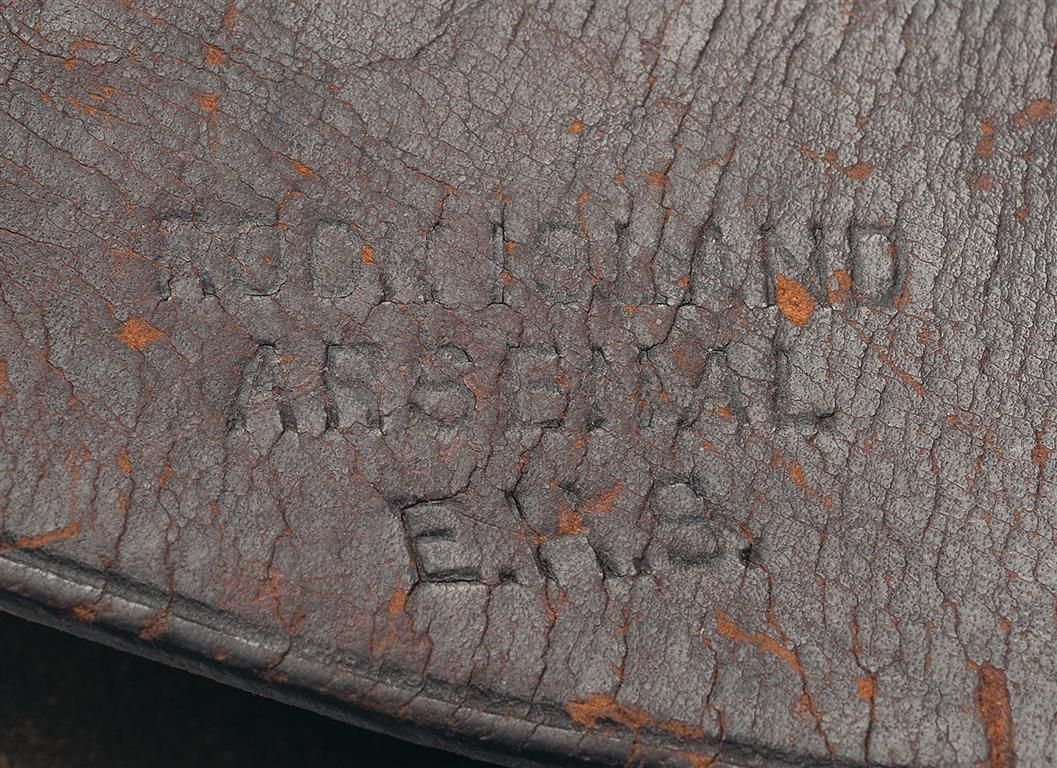 ROCK ISLAND
ARSENAL
E.H.S.